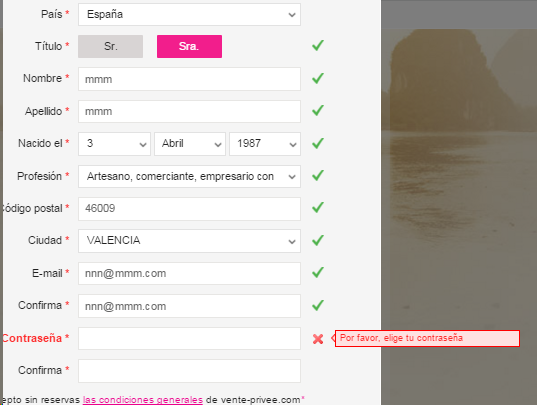 País * España
Título * Sr. Sra.
Nombre * mmm
Apellido * mmm
Nacido el * 3 Abril 1987
Profesión * Artesano, comerciante, empresario con
Código postal * 46009
Ciudad * VALENCIA
E-mail * nnn@mmm.com
Confirma * nnn@mmm.com
Contraseña * Por favor, elige tu contraseña
Confirma *
epto sin reservas las condiciones generales de vente-privee.com*